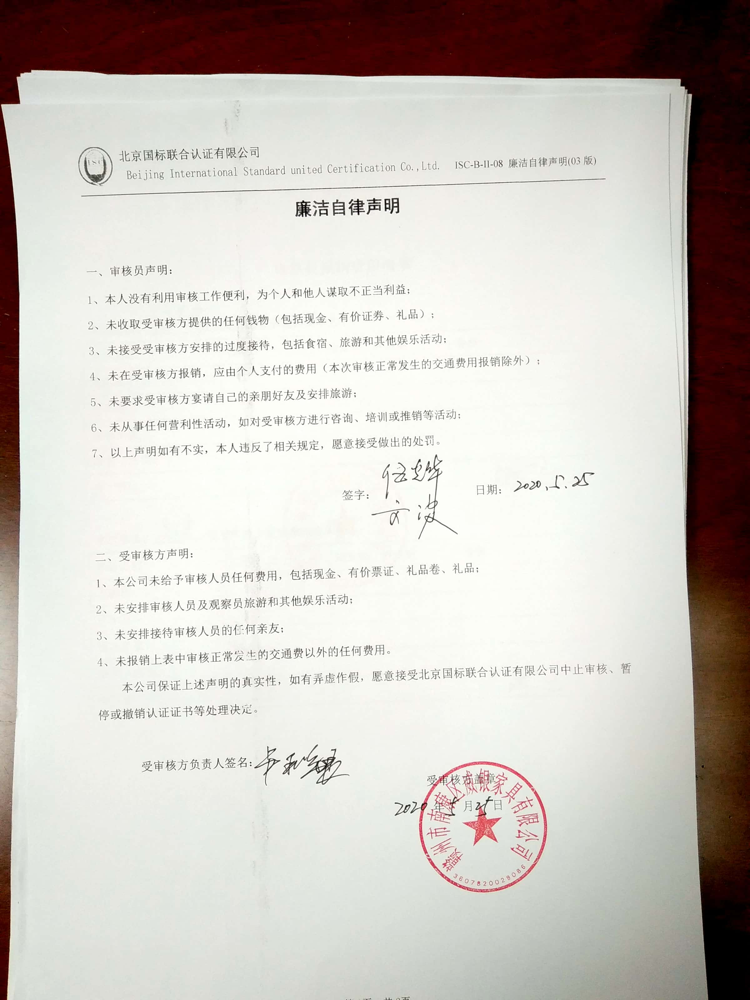 ISC
北京国标联合认证有限公司
Beijing International Standard united Certification Co.,Ltd. ISC-B-II-08 廉洁自律声明(03 版)
廉洁自律声明
一、审核员声明：
1、本人没有利用审核工作便利，为个人和他人谋取不正当利益；
2、未收取受审核方提供的任何钱物（包括现金、有价证券、礼品）；
3、未接受受审核方安排的过度接待，包括食宿、旅游和其他娱乐活动；
4、未在受审核方报销，应由个人支付的费用（本次审核正常发生的交通费用报销除外）；
5、未要求受审核方宴请自己的亲朋好友及安排旅游；
6、未从事任何营利性活动，如对受审核方进行咨询、培训或推销等活动；
7、以上声明如有不实，本人违反了相关规定，愿意接受做出的处罚。
签字： 伍光华 日期： 2020.5.25
二、受审核方声明：
1、本公司未给予审核人员任何费用，包括现金、有价票证、礼品卷、礼品；
2、未安排审核人员及观察员旅游和其他娱乐活动；
3、未安排接待审核人员的任何亲友；
4、未报销上表中审核正常发生的交通费以外的任何费用。
本公司保证上述声明的真实性，如有弄虚作假，愿意接受北京国标联合认证有限公司中止审核、暂
停或撤销认证证书等处理决定。
受审核方负责人签名：
受审核方盖章
2020 年 5 月 25 日
赣州市南康区威银家具有限公司
3607820029086